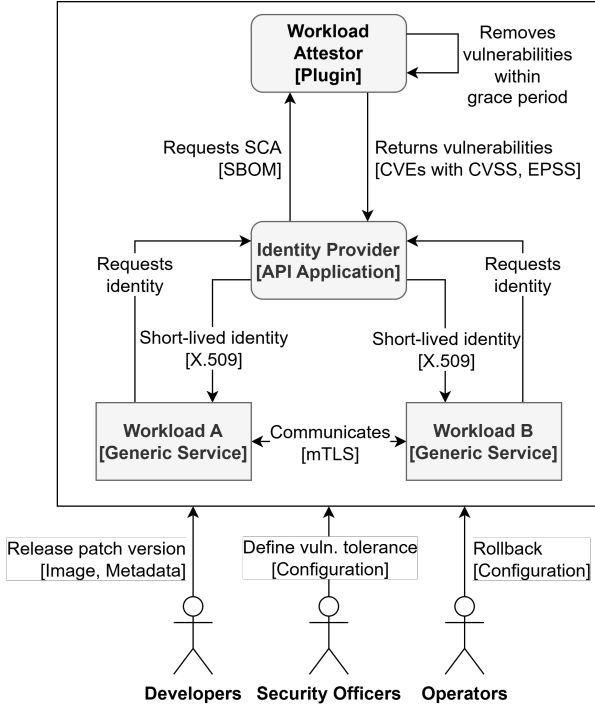 Workload
Attestor
[Plugin]
Removes
vulnerabilities
within
grace period
Requests SCA
[SBOM]
Returns vulnerabilities
[CVEs with CVSS, EPSS]
Identity Provider
[API Application]
Requests
identity
Requests
identity
Short-lived identity
[X.509]
Short-lived identity
[X.509]
Workload A
[Generic Service]
Communicates
[mTLS]
Workload B
[Generic Service]
Release patch version
[Image, Metadata]
Define vuln. tolerance
[Configuration]
Rollback
[Configuration]
Developers
Security Officers
Operators